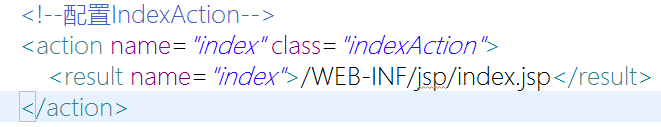 <!--配置IndexAction-->
<action name="index" class="indexAction">
<result name="index">/WEB-INF/jsp/index.jsp</result>
</action>